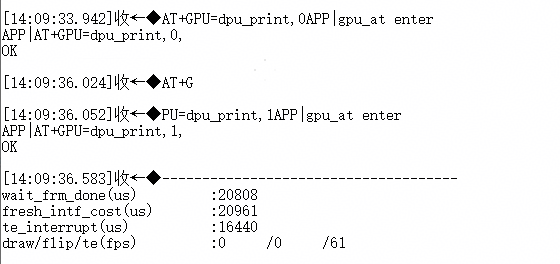 [14:09:33.942]收←◆AT+GPU=dpu_print,0APP|gpu_at enter
APP|AT+GPU=dpu_print,0,
OK
[14:09:36.024]收←◆AT+G
[14:09:36.052]收←◆PU=dpu_print,1APP|gpu_at enter
APP|AT+GPU=dpu_print,1,
OK
[14:09:36.583]收←◆-------------------------------------
wait_frm_done(us) :20808
fresh_intf_cost(us) :20961
te_interrupt(us) :16440
draw/flip/te(fps) :0 /0 /61